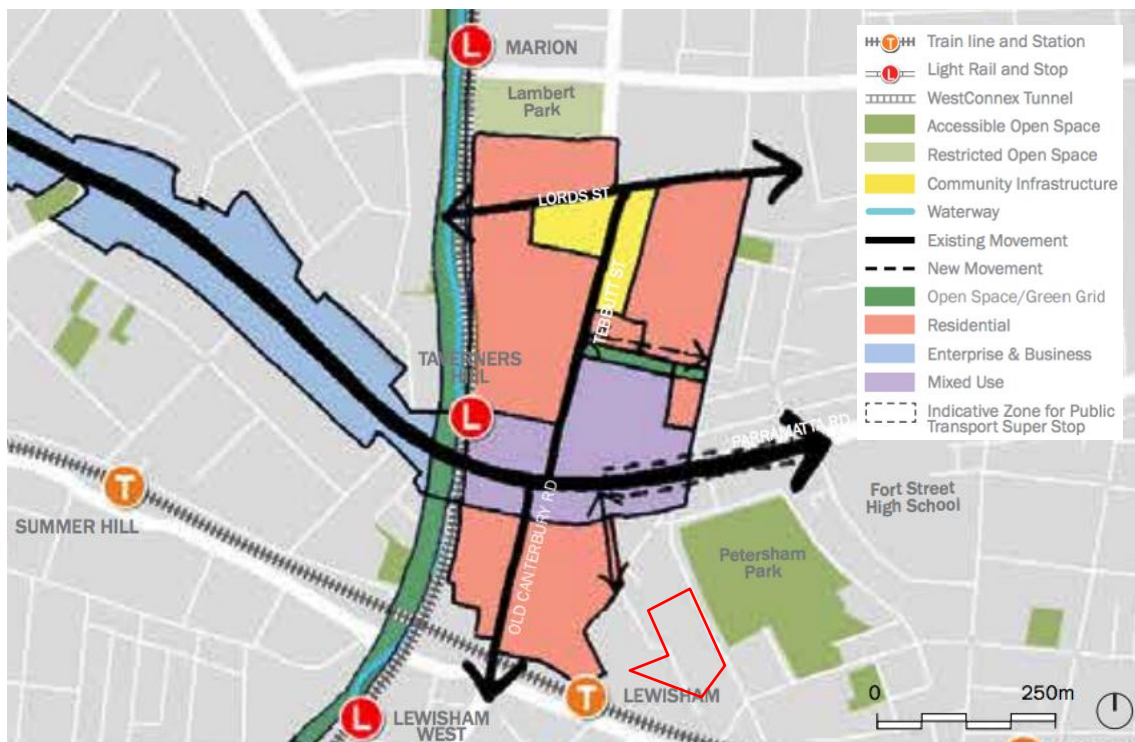 L
MARION
Lambert
Park
LORDS ST
TEBBUTT ST
TAVERNERS
HILL
L
PARRAMATTA RD
T
SUMMER HILL
OLD CANTERBURY RD
Fort Street
High School
Petersham
Park
T
LEWISHAM
L
LEWISHAM
WEST
T Train line and Station
L Light Rail and Stop
WestConnex Tunnel
Accessible Open Space
Restricted Open Space
Community Infrastructure
Waterway
Existing Movement
New Movement
Open Space/Green Grid
Residential
Enterprise & Business
Mixed Use
Indicative Zone for Public
Transport Super Stop
0 250m